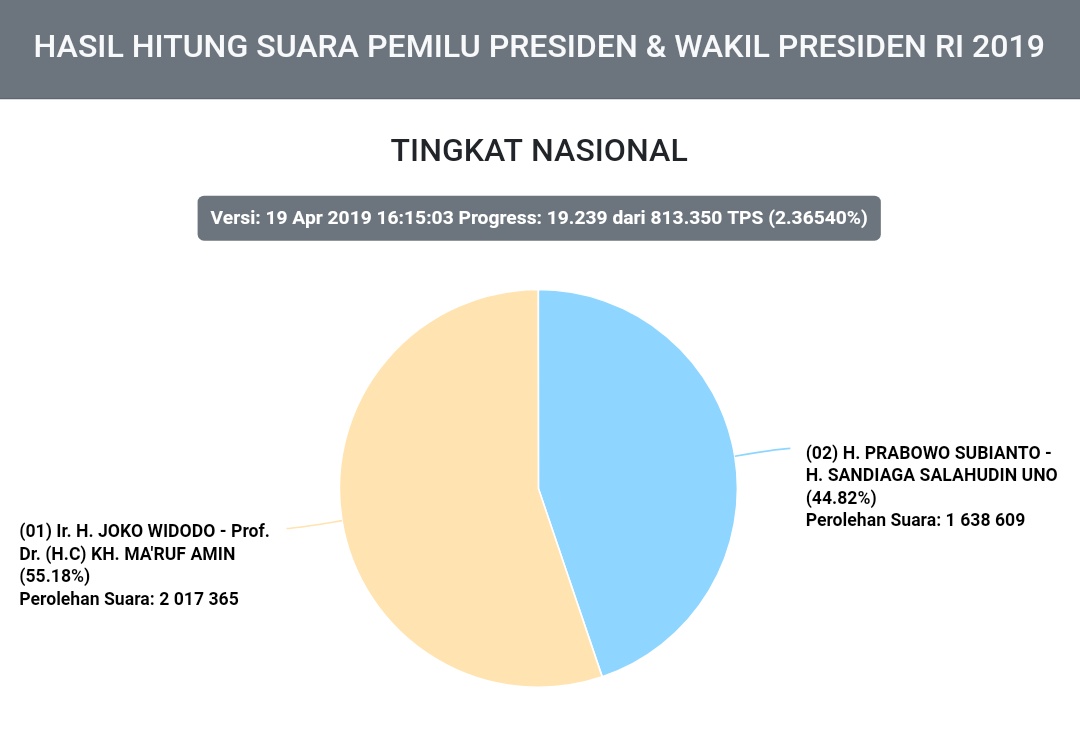 HASIL HITUNG SUARA PEMILU PRESIDEN & WAKIL PRESIDEN RI 2019
TINGKAT NASIONAL
Versi: 19 Apr 2019 16:15:03 Progress: 19.239 dari 813.350 TPS (2.36540%)
(02) H. PRABOWO SUBIANTO -
H. SANDIAGA SALAHUDIN UNO
(44.82%)
Perolehan Suara: 1 638 609
(01) Ir. H. JOKO WIDODO - Prof.
Dr. (H.C) KH. MA'RUF AMIN
(55.18%)
Perolehan Suara: 2 017 365